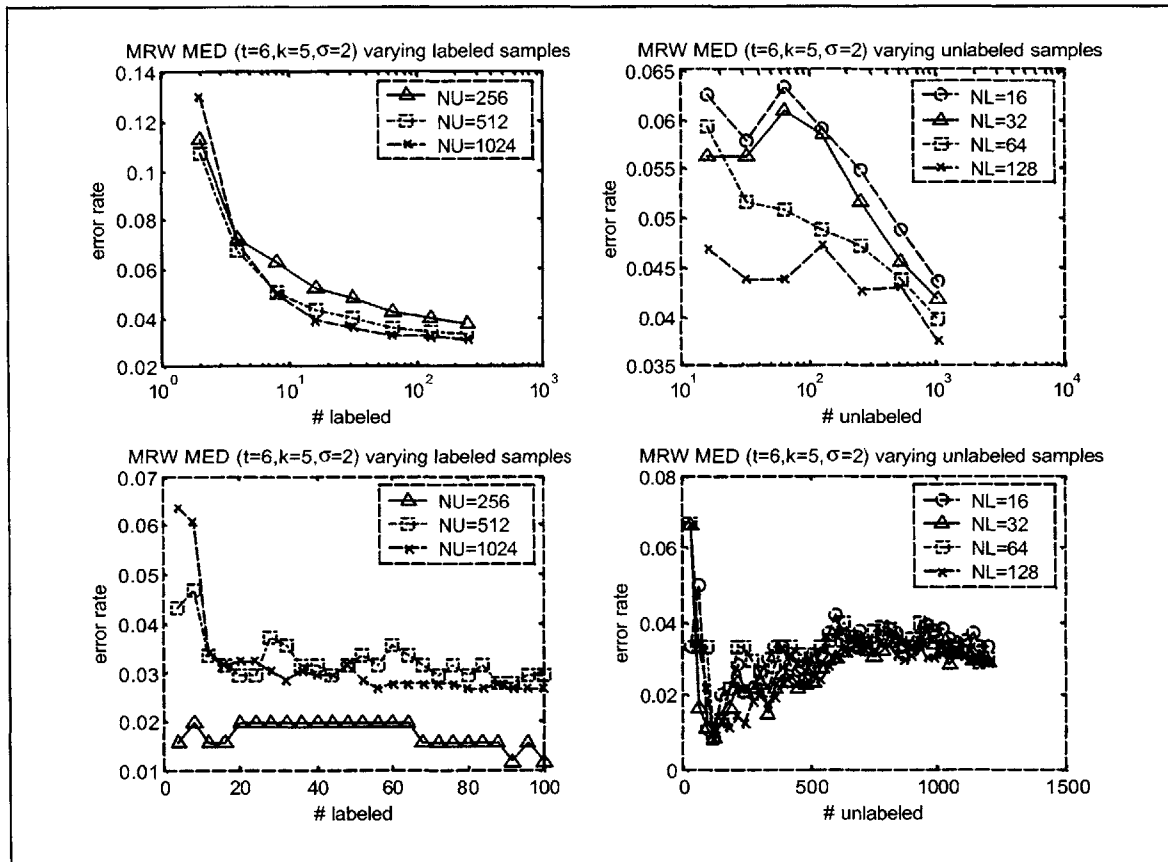 MRW MED (t=6,k=5,σ=2) varying labeled samples
0.14
0.12
0.1
0.08
0.06
0.04
0.02
error rate
NU=256
NU=512
NU=1024
10^0
10^1
10^2
10^3
# labeled
MRW MED (t=6,k=5,σ=2) varying unlabeled samples
0.065
0.06
0.055
0.05
0.045
0.04
0.035
error rate
NL=16
NL=32
NL=64
NL=128
10^1
10^2
10^3
10^4
# unlabeled
MRW MED (t=6,k=5,σ=2) varying labeled samples
0.07
0.06
0.05
0.04
0.03
0.02
0.01
error rate
NU=256
NU=512
NU=1024
0
20
40
60
80
100
# labeled
MRW MED (t=6,k=5,σ=2) varying unlabeled samples
0.08
0.06
0.04
0.02
0
error rate
NL=16
NL=32
NL=64
NL=128
0
500
1000
1500
# unlabeled